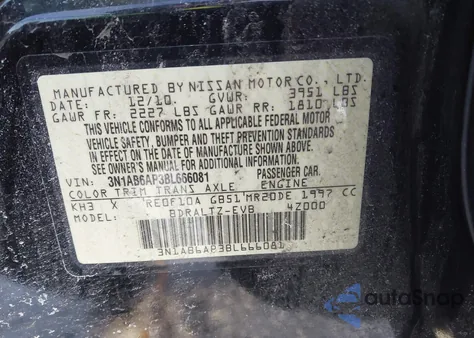 MANUFACTURED BY NISSAN MOTOR CO., LTD.
DATE: 12/10 GVWR: 3951 LBS
GAWR FR: 2227 LBS GAWR RR: 1810 LBS
THIS VEHICLE CONFORMS TO ALL APPLICABLE FEDERAL MOTOR
VEHICLE SAFETY, BUMPER, AND THEFT PREVENTION STANDARDS
IN EFFECT ON THE DATE OF MANUFACTURE SHOWN ABOVE.
SEE OWNER'S MANUAL FOR ADDITIONAL INFORMATION.
VIN: 3N1AB6AP3BL666081 PASSENGER CAR.
COLOR TRIM TRANS AXLE ENGINE
KH3 X RE0F10A GB51 MR20DE 1997 CC
MODEL: BDRALTZ-EVB 4Z000
3N1AB6AP3BL666081
autoSnap